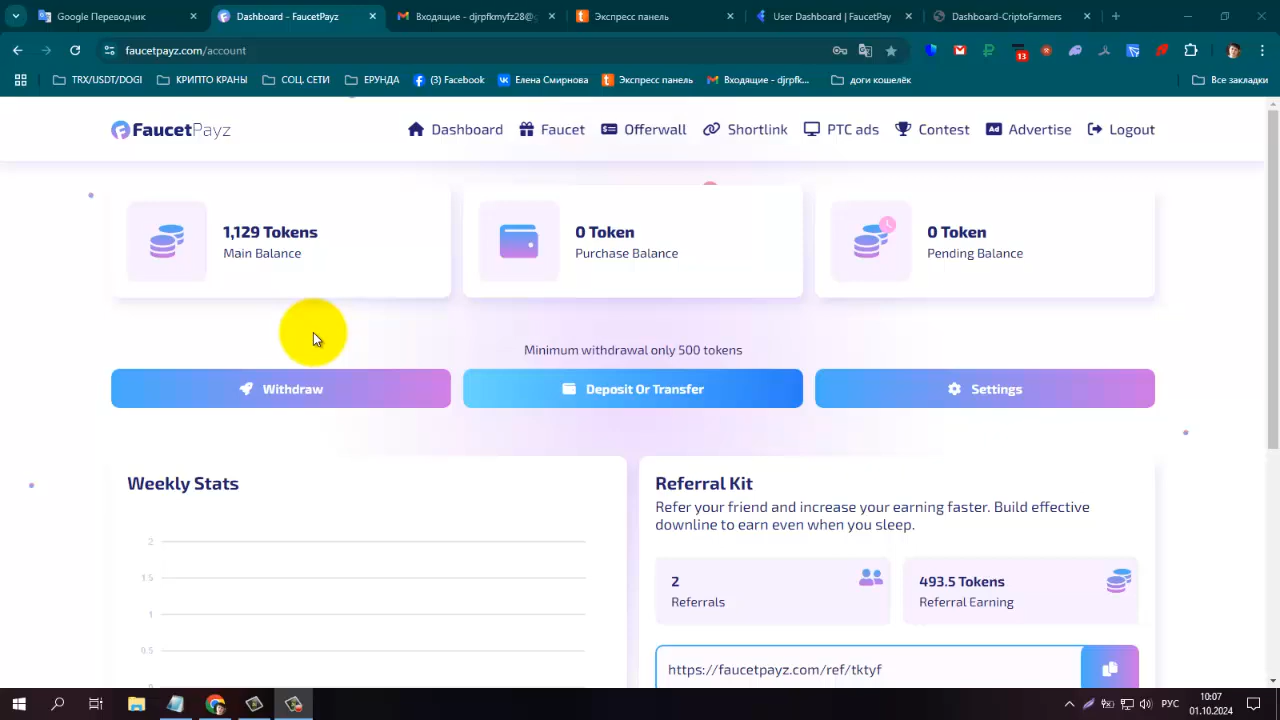 Google Переводчик
Dashboard - FaucetPayz
Входящие - djrpfkmyfz28@g
Экспресс панель
User Dashboard | FaucetPay
Dashboard-CriptoFarmers
faucetpayz.com/account
13
TRX/USDT/DOGI
КРИПТО КРАНЫ
СОЦ. СЕТИ
ЕРУНДА
(3) Facebook
Елена Смирнова
Экспресс панель
Входящие - djrpfk...
доги кошелёк
Все закладки
FaucetPayz
Dashboard
Faucet
Offerwall
Shortlink
PTC ads
Contest
Ad
Advertise
Logout
1,129 Tokens
Main Balance
0 Token
Purchase Balance
0 Token
Pending Balance
Minimum withdrawal only 500 tokens
Withdraw
Deposit Or Transfer
Settings
Weekly Stats
2
1.5
1
0.5
0
Referral Kit
Refer your friend and increase your earning faster. Build effective
downline to earn even when you sleep.
2
Referrals
493.5 Tokens
Referral Earning
https://faucetpayz.com/ref/tktyf
РУС
10:07
01.10.2024